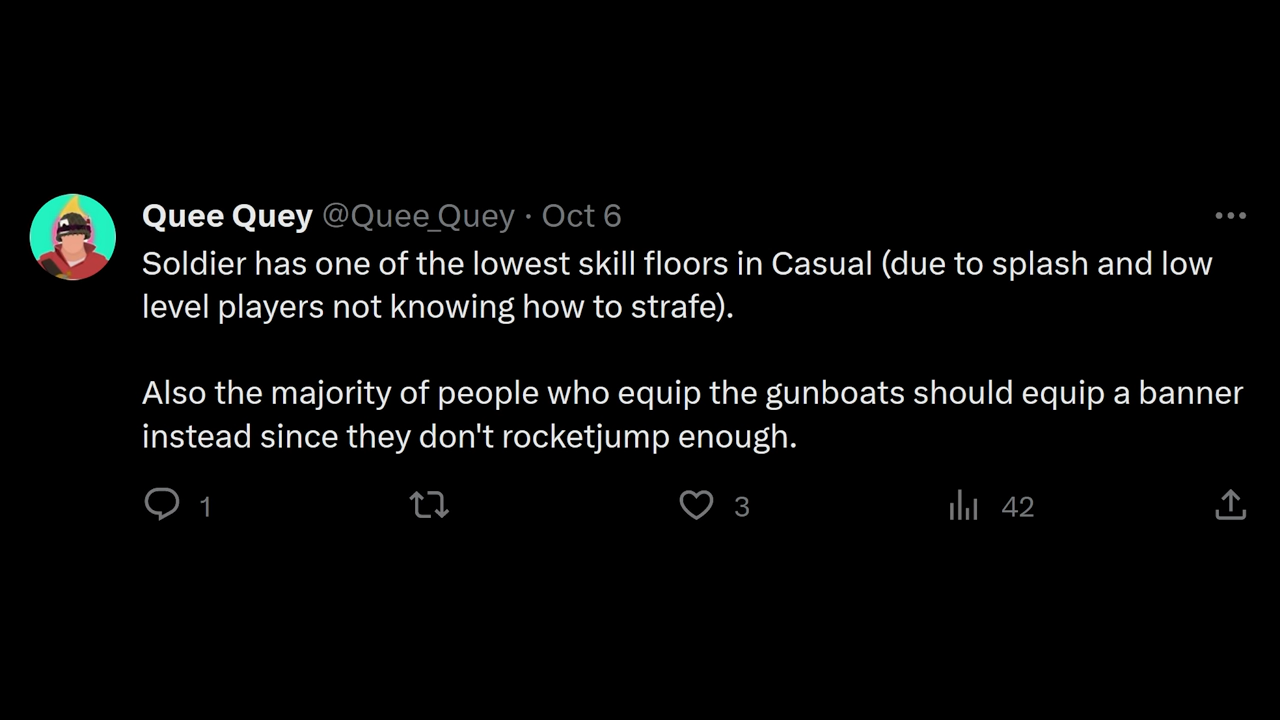 Quee Quey @Quee_Quey · Oct 6
Soldier has one of the lowest skill floors in Casual (due to splash and low
level players not knowing how to strafe).
Also the majority of people who equip the gunboats should equip a banner
instead since they don't rocketjump enough.
1 3 42